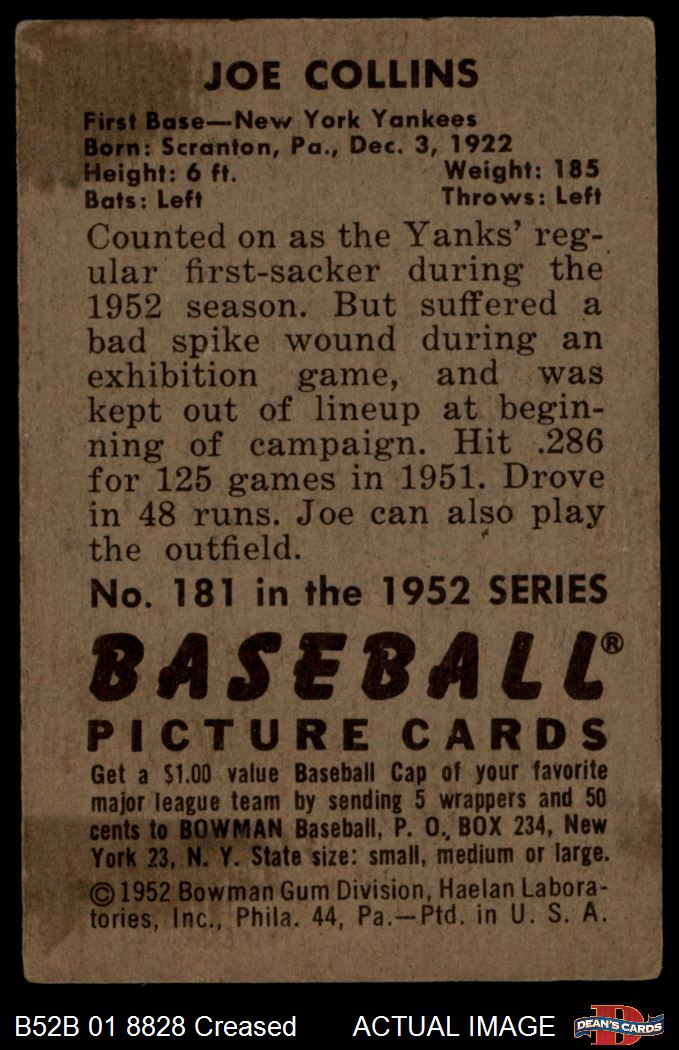 JOE COLLINS
First Base—New York Yankees
Born: Scranton, Pa., Dec. 3, 1922
Height: 6 ft. Weight: 185
Bats: Left Throws: Left
Counted on as the Yanks' reg-
ular first-sacker during the
1952 season. But suffered a
bad spike wound during an
exhibition game, and was
kept out of lineup at begin-
ning of campaign. Hit .286
for 125 games in 1951. Drove
in 48 runs. Joe can also play
the outfield.
No. 181 in the 1952 SERIES
BASEBALL®
PICTURE CARDS
Get a $1.00 value Baseball Cap of your favorite
major league team by sending 5 wrappers and 50
cents to BOWMAN Baseball, P. O., BOX 234, New
York 23, N. Y. State size: small, medium or large.
©1952 Bowman Gum Division, Haelan Labora-
tories, Inc., Phila. 44, Pa.—Ptd. in U. S. A.
B52B 01 8828 Creased ACTUAL IMAGE DEAN'S CARDS